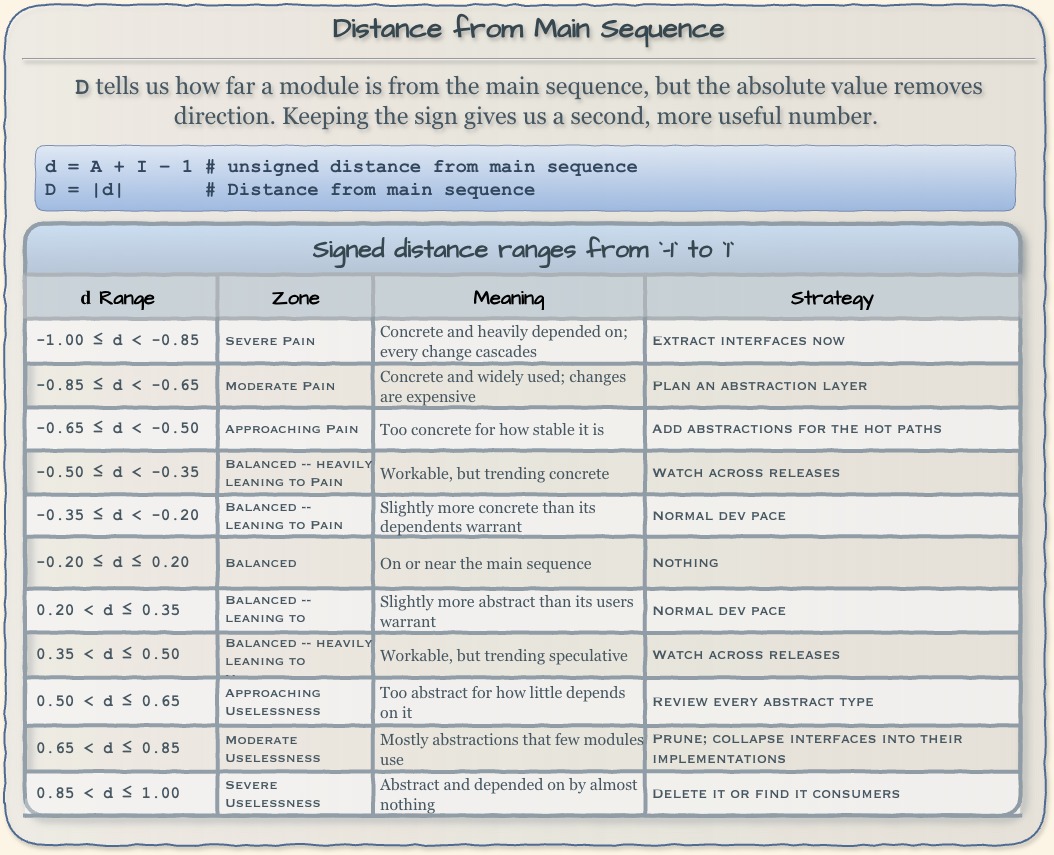 Distance from Main Sequence
D tells us how far a module is from the main sequence, but the absolute value removes
direction. Keeping the sign gives us a second, more useful number.
d = A + I - 1 # unsigned distance from main sequence
D = |d| # Distance from main sequence
Signed distance ranges from `-1` to `1`
d Range Zone Meaning Strategy
-1.00 ≤ d < -0.85 Severe Pain Concrete and heavily depended on;
every change cascades
Extract interfaces now
-0.85 ≤ d < -0.65 Moderate Pain Concrete and widely used; changes
are expensive
Plan an abstraction layer
-0.65 ≤ d < -0.50 Approaching Pain Too concrete for how stable it is Add abstractions for the hot paths
-0.50 ≤ d < -0.35 Balanced -- heavily
leaning to Pain
Workable, but trending concrete Watch across releases
-0.35 ≤ d < -0.20 Balanced --
leaning to Pain
Slightly more concrete than its
dependents warrant
Normal dev pace
-0.20 ≤ d ≤ 0.20 Balanced On or near the main sequence Nothing
0.20 < d ≤ 0.35 Balanced --
leaning to
Slightly more abstract than its users
warrant
Normal dev pace
0.35 < d ≤ 0.50 Balanced -- heavily
leaning to
Workable, but trending speculative Watch across releases
0.50 < d ≤ 0.65 Approaching
Uselessness
Too abstract for how little depends
on it
Review every abstract type
0.65 < d ≤ 0.85 Moderate
Uselessness
Mostly abstractions that few modules
use
Prune; collapse interfaces into their
implementations
0.85 < d ≤ 1.00 Severe
Uselessness
Abstract and depended on by almost
nothing
Delete it or find it consumers